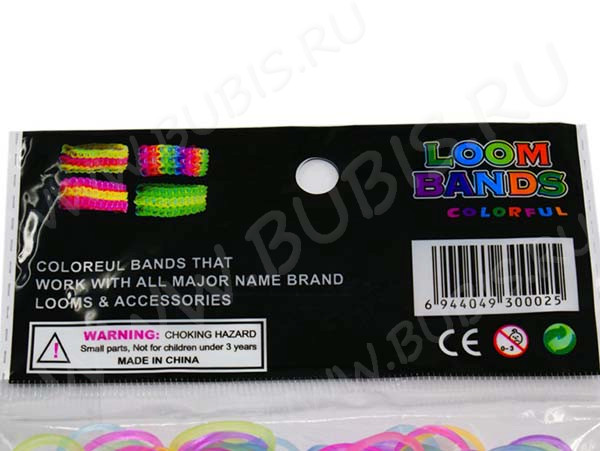 WWW.BUBIS.RU
LOOM
BANDS
COLORFUL
COLOREUL BANDS THAT
WORK WITH ALL MAJOR NAME BRAND
LOOMS & ACCESSORIES
WARNING: CHOKING HAZARD
Small parts, Not for children under 3 years
MADE IN CHINA
6 944049 300025
CE
0-3